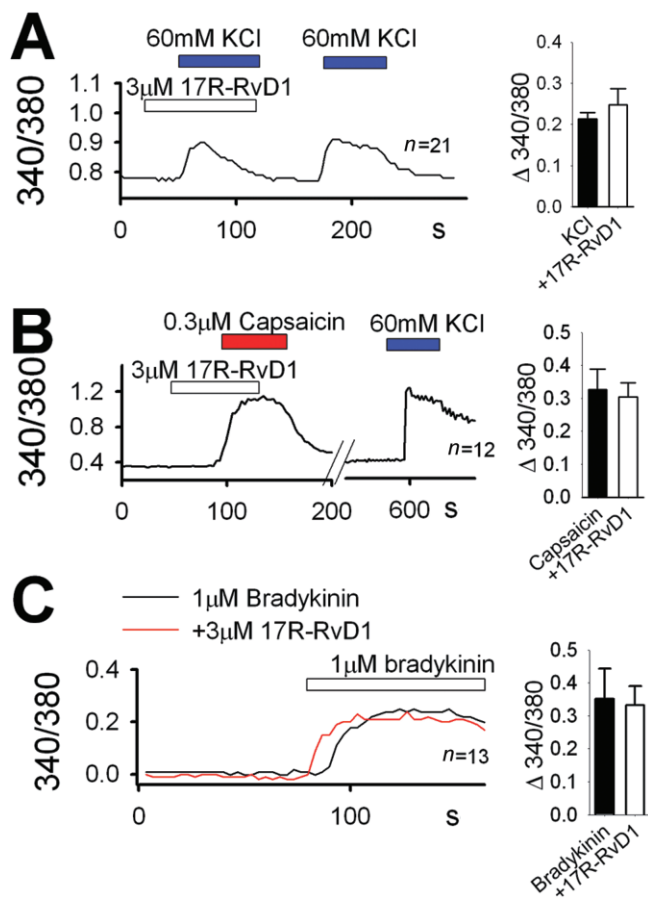 A
60mM KCl 60mM KCl
3μM 17R-RvD1
340/380
1.1
1.0
0.9
0.8
n=21
0 100 s
Δ 340/380
0.4
0.3
0.2
0.1
0.0
KCl
+17R-RvD1
B
0.3μM Capsaicin 60mM KCl
3μM 17R-RvD1
340/380
1.2
0.8
0.4
n=12
0 100 200 600 s
Δ 340/380
0.5
0.4
0.3
0.2
0.1
0.0
Capsaicin
+17R-RvD1
C
1μM Bradykinin
+3μM 17R-RvD1
1μM bradykinin
340/380
0.4
0.2
0.0
n=13
0 100 s
Δ 340/380
0.5
0.4
0.3
0.2
0.1
0.0
Bradykinin
+17R-RvD1